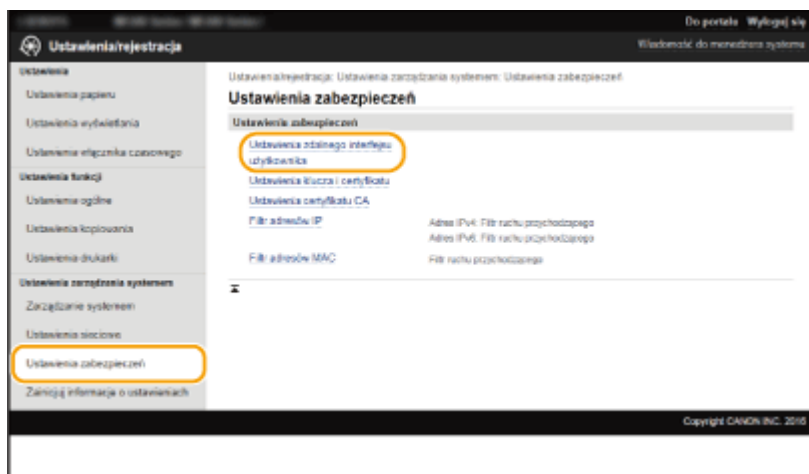 Do portalu Wyloguj się
Ustawienia/rejestracja
Wiadomość do menedżera systemu
Ustawienia
Ustawienia papieru
Ustawienia wyświetlania
Ustawienia włącznika czasowego
Ustawienia funkcji
Ustawienia ogólne
Ustawienia kopiowania
Ustawienia drukarki
Ustawienia zarządzania systemem
Zarządzanie systemem
Ustawienia sieciowe
Ustawienia zabezpieczeń
Zainicjuj informacje o ustawieniach
Ustawienia/rejestracja: Ustawienia zarządzania systemem: Ustawienia zabezpieczeń
Ustawienia zabezpieczeń
Ustawienia zabezpieczeń
Ustawienia zdalnego interfejsu
użytkownika
Ustawienia klucza i certyfikatu
Ustawienia certyfikatu CA
Filtr adresów IP
Adres IPv4: Filtr ruchu przychodzącego
Adres IPv6: Filtr ruchu przychodzącego
Filtr adresów MAC
Filtr ruchu przychodzącego
Copyright CANON INC. 2016